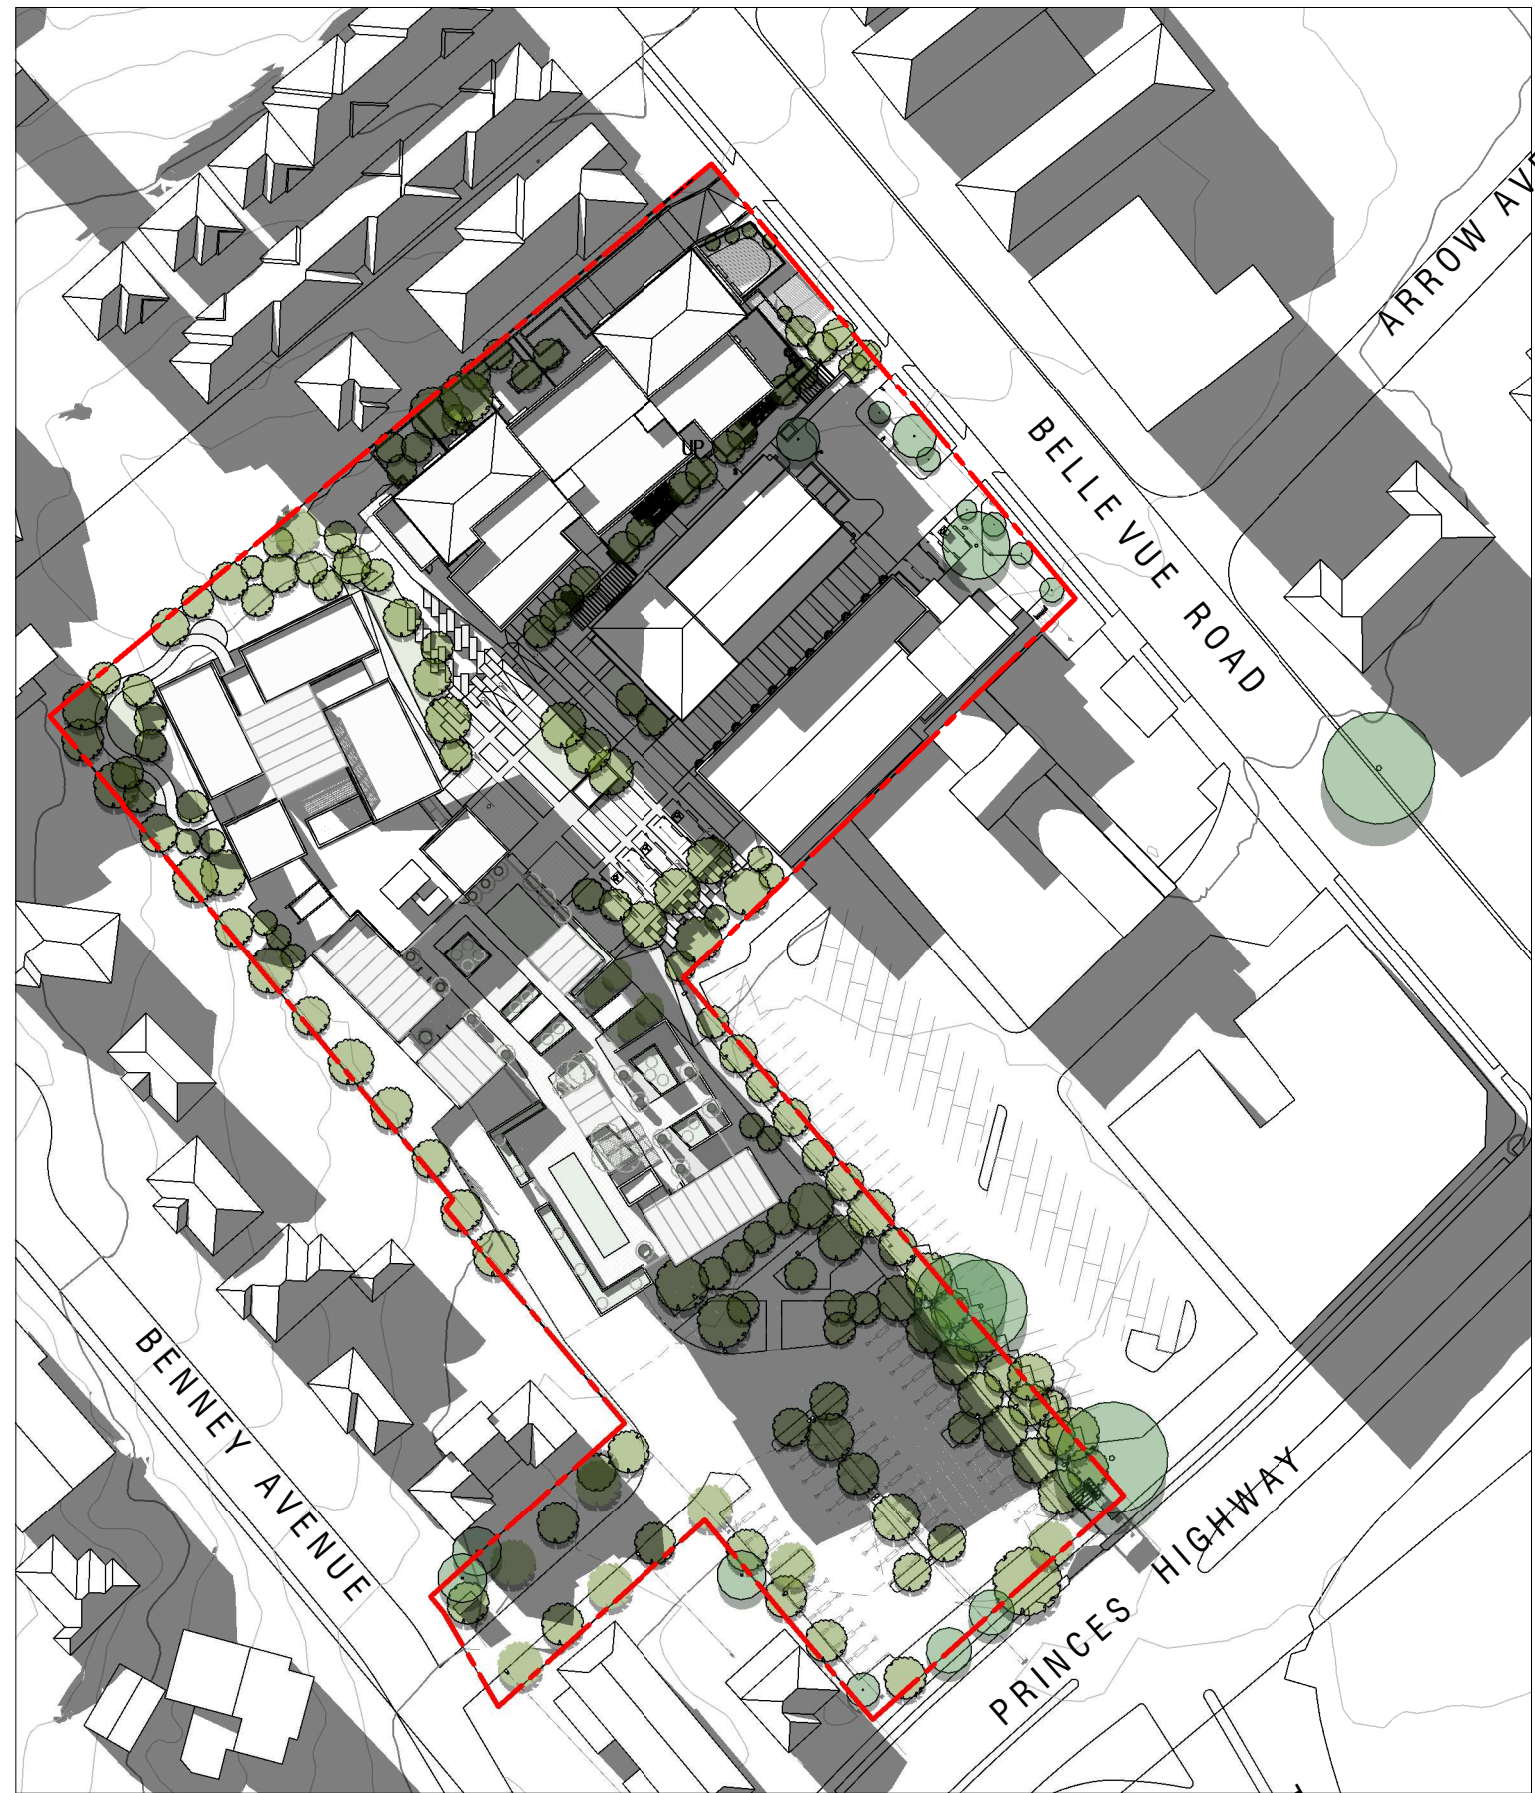 ARROW AVE
BELLEVUE ROAD
UP
BENNEY AVENUE
PRINCES HIGHWAY